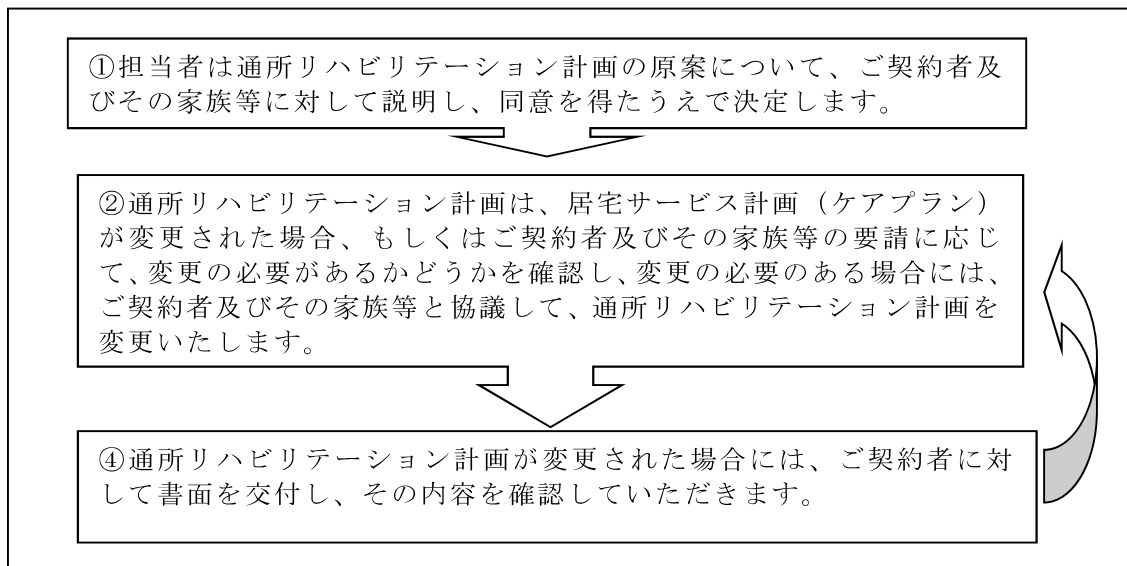 ①担当者は通所リハビリテーション計画の原案について、ご契約者及
びその家族等に対して説明し、同意を得たうえで決定します。
②通所リハビリテーション計画は、居宅サービス計画（ケアプラン）
が変更された場合、もしくはご契約者及びその家族等の要請に応じ
て、変更の必要があるかどうかを確認し、変更の必要のある場合には、
ご契約者及びその家族等と協議して、通所リハビリテーション計画を
変更いたします。
④通所リハビリテーション計画が変更された場合には、ご契約者に対
して書面を交付し、その内容を確認していただきます。